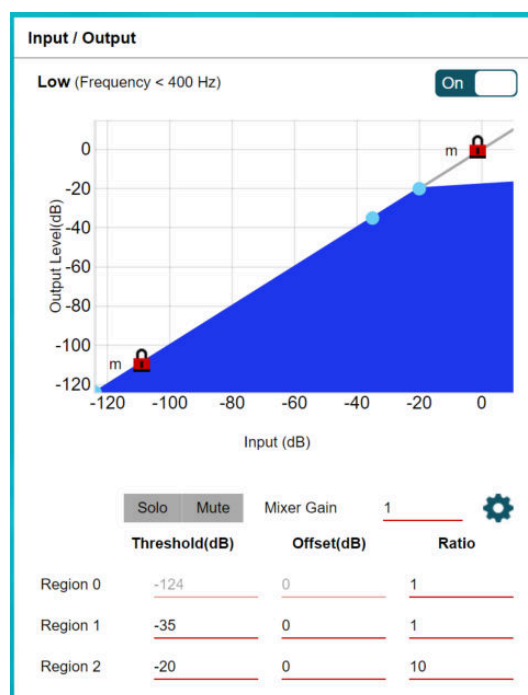 Input / Output
Low (Frequency < 400 Hz)
On
0
-20
-40
-60
-80
-100
-120
Output Level(dB)
m
m
-120 -100 -80 -60 -40 -20 0
Input (dB)
Solo Mute Mixer Gain 1
Threshold(dB) Offset(dB) Ratio
Region 0 -124 0 1
Region 1 -35 0 1
Region 2 -20 0 10